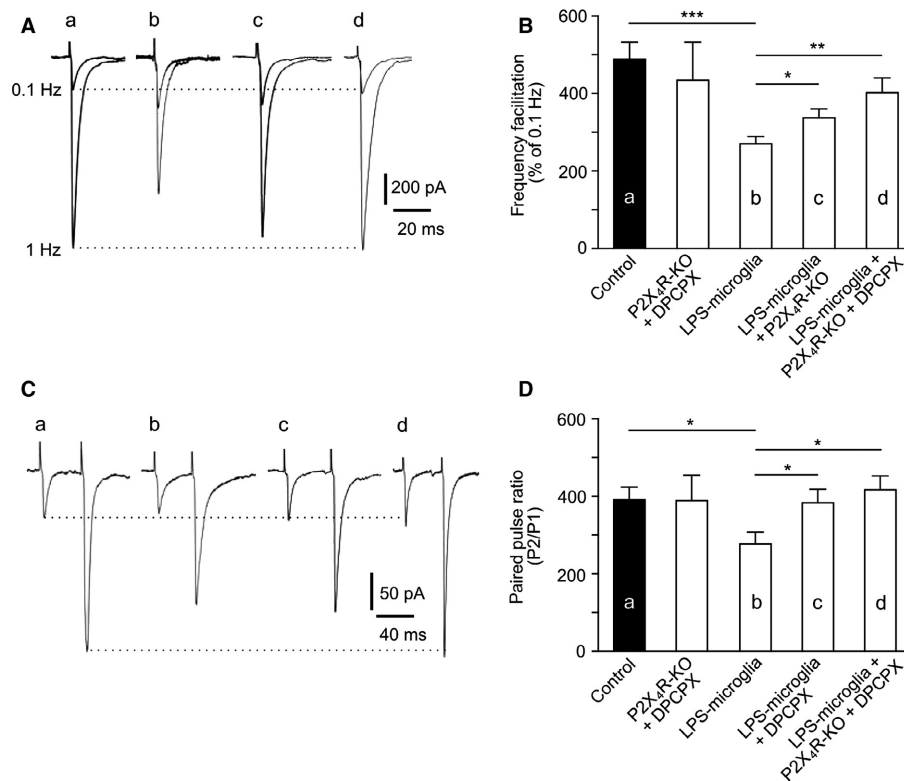 A
a b c d
0.1 Hz
1 Hz
200 pA
20 ms
B
Frequency facilitation
(% of 0.1 Hz)
600
400
200
0
***
**
*
a
b
c
d
Control
P2X₄R-KO
+ DPCPX
LPS-microglia
LPS-microglia
+ P2X₄R-KO
LPS-microglia +
P2X₄R-KO + DPCPX
C
a b c d
50 pA
40 ms
D
Paired pulse ratio
(P2/P1)
600
400
200
0
*
*
*
a
b
c
d
Control
P2X₄R-KO
+ DPCPX
LPS-microglia
LPS-microglia
+ DPCPX
LPS-microglia +
P2X₄R-KO + DPCPX